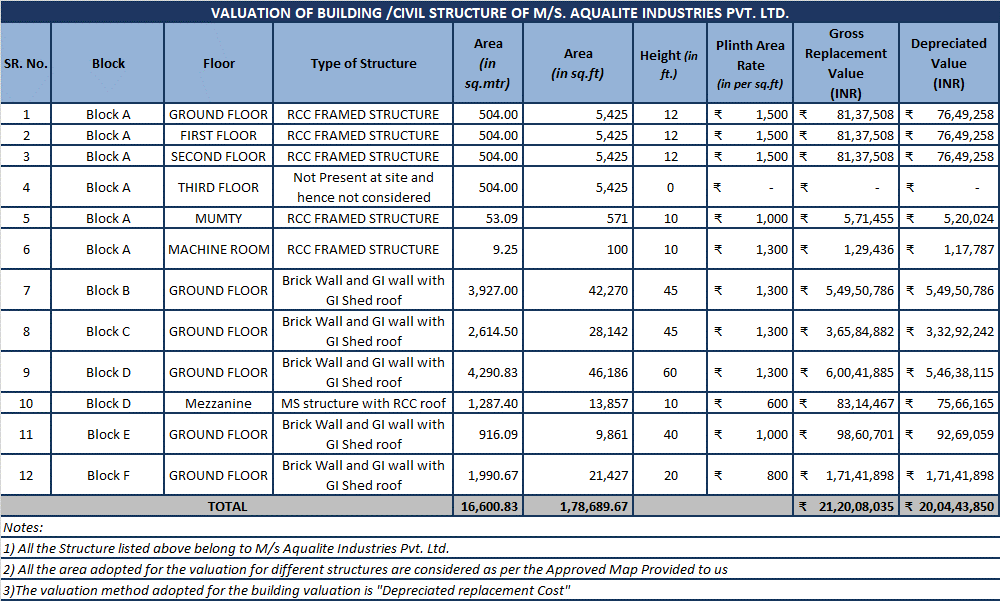 VALUATION OF BUILDING /CIVIL STRUCTURE OF M/S. AQUALITE INDUSTRIES PVT. LTD.
SR. No. Block Floor Type of Structure Area (in sq.mtr) Area (in sq.ft) Height (in ft.) Plinth Area Rate (in per sq.ft) Gross Replacement Value (INR) Depreciated Value (INR)
1 Block A GROUND FLOOR RCC FRAMED STRUCTURE 504.00 5,425 12 ₹ 1,500 ₹ 81,37,508 ₹ 76,49,258
2 Block A FIRST FLOOR RCC FRAMED STRUCTURE 504.00 5,425 12 ₹ 1,500 ₹ 81,37,508 ₹ 76,49,258
3 Block A SECOND FLOOR RCC FRAMED STRUCTURE 504.00 5,425 12 ₹ 1,500 ₹ 81,37,508 ₹ 76,49,258
4 Block A THIRD FLOOR Not Present at site and hence not considered 504.00 5,425 0 ₹ - ₹ - ₹ -
5 Block A MUMTY RCC FRAMED STRUCTURE 53.09 571 10 ₹ 1,000 ₹ 5,71,455 ₹ 5,20,024
6 Block A MACHINE ROOM RCC FRAMED STRUCTURE 9.25 100 10 ₹ 1,300 ₹ 1,29,436 ₹ 1,17,787
7 Block B GROUND FLOOR Brick Wall and GI wall with GI Shed roof 3,927.00 42,270 45 ₹ 1,300 ₹ 5,49,50,786 ₹ 5,49,50,786
8 Block C GROUND FLOOR Brick Wall and GI wall with GI Shed roof 2,614.50 28,142 45 ₹ 1,300 ₹ 3,65,84,882 ₹ 3,32,92,242
9 Block D GROUND FLOOR Brick Wall and GI wall with GI Shed roof 4,290.83 46,186 60 ₹ 1,300 ₹ 6,00,41,885 ₹ 5,46,38,115
10 Block D Mezzanine MS structure with RCC roof 1,287.40 13,857 10 ₹ 600 ₹ 83,14,467 ₹ 75,66,165
11 Block E GROUND FLOOR Brick Wall and GI wall with GI Shed roof 916.09 9,861 40 ₹ 1,000 ₹ 98,60,701 ₹ 92,69,059
12 Block F GROUND FLOOR Brick Wall and GI wall with GI Shed roof 1,990.67 21,427 20 ₹ 800 ₹ 1,71,41,898 ₹ 1,71,41,898
TOTAL 16,600.83 1,78,689.67 ₹ 21,20,08,035 ₹ 20,04,43,850
Notes:
1) All the Structure listed above belong to M/s Aqualite Industries Pvt. Ltd.
2) All the area adopted for the valuation for different structures are considered as per the Approved Map Provided to us
3)The valuation method adopted for the building valuation is "Depreciated replacement Cost"